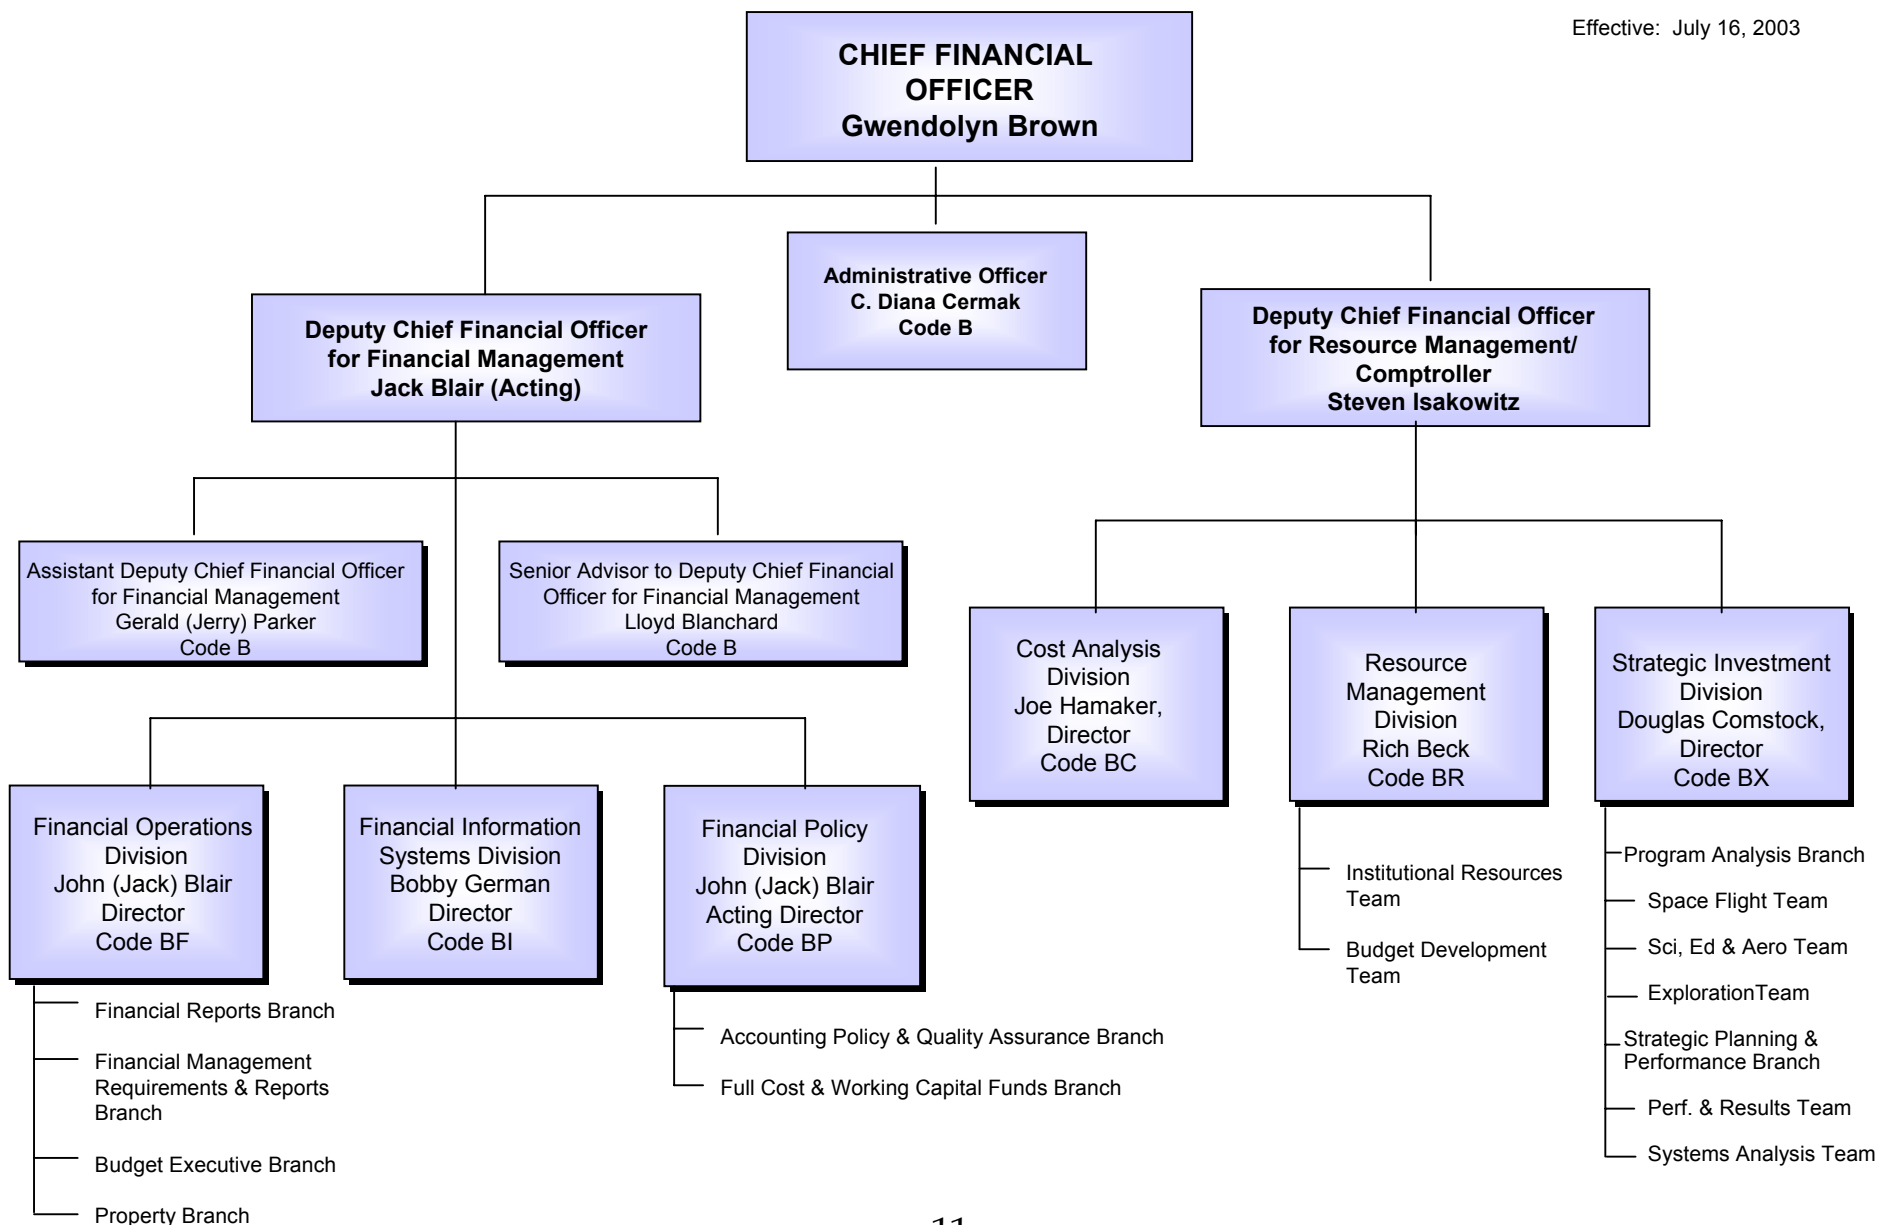 Effective: July 16, 2003
CHIEF FINANCIAL
OFFICER
Gwendolyn Brown
Administrative Officer
C. Diana Cermak
Code B
Deputy Chief Financial Officer
for Financial Management
Jack Blair (Acting)
Deputy Chief Financial Officer
for Resource Management/
Comptroller
Steven Isakowitz
Assistant Deputy Chief Financial Officer
for Financial Management
Gerald (Jerry) Parker
Code B
Senior Advisor to Deputy Chief Financial
Officer for Financial Management
Lloyd Blanchard
Code B
Cost Analysis
Division
Joe Hamaker,
Director
Code BC
Resource
Management
Division
Rich Beck
Code BR
Strategic Investment
Division
Douglas Comstock,
Director
Code BX
Financial Operations
Division
John (Jack) Blair
Director
Code BF
Financial Information
Systems Division
Bobby German
Director
Code BI
Financial Policy
Division
John (Jack) Blair
Acting Director
Code BP
Institutional Resources
Team
Budget Development
Team
Program Analysis Branch
Space Flight Team
Sci, Ed & Aero Team
ExplorationTeam
Strategic Planning &
Performance Branch
Perf. & Results Team
Systems Analysis Team
Financial Reports Branch
Financial Management
Requirements & Reports
Branch
Budget Executive Branch
Property Branch
Accounting Policy & Quality Assurance Branch
Full Cost & Working Capital Funds Branch
11